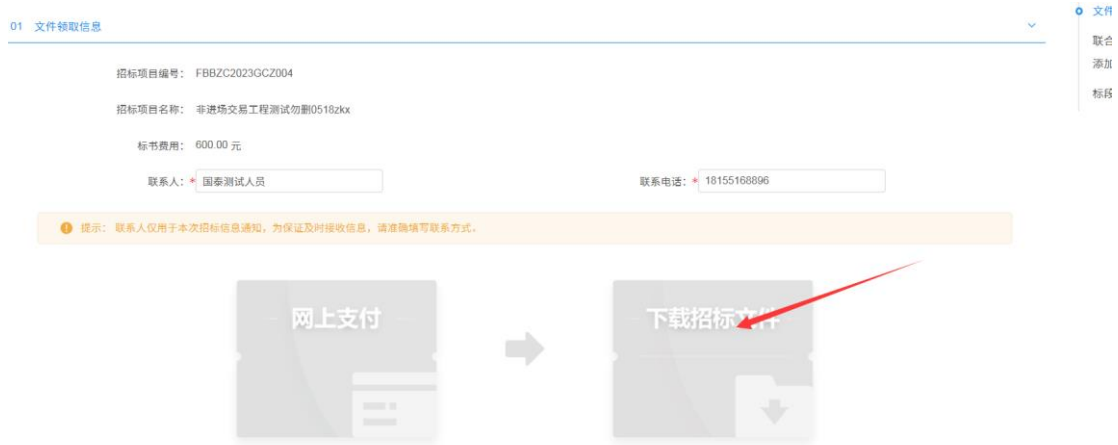 01 文件领取信息
招标项目编号： FBBZC2023GCZ004
招标项目名称： 非进场交易工程测试勿删0518zkx
标书费用： 600.00 元
联系人：* 国泰测试人员
联系电话：* 18155168896
提示： 联系人仅用于本次招标信息通知，为保证及时接收信息，请准确填写联系方式。
网上支付
下载招标文件
文件
联合
添加
标段